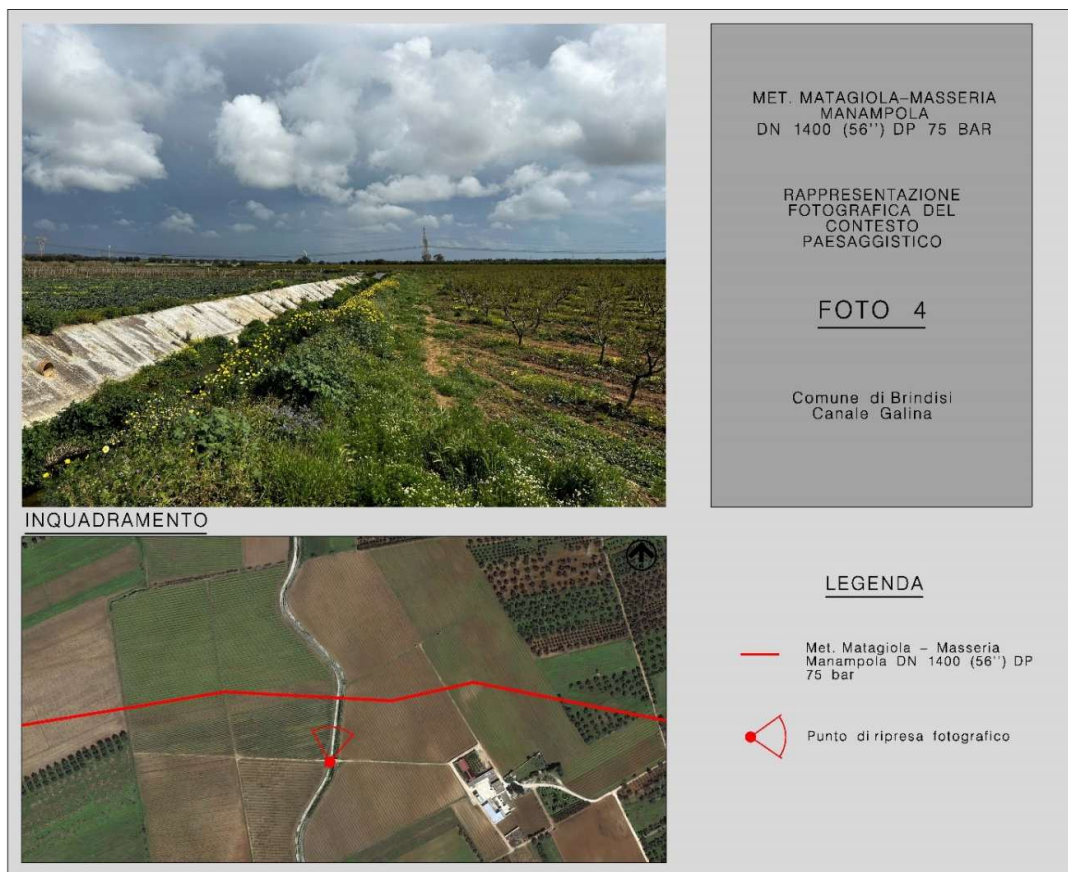 MET. MATAGIOLA–MASSERIA
MANAMPOLA
DN 1400 (56'') DP 75 BAR
RAPPRESENTAZIONE
FOTOGRAFICA DEL
CONTESTO
PAESAGGISTICO
FOTO 4
Comune di Brindisi
Canale Galina
INQUADRAMENTO
LEGENDA
Met. Matagiola – Masseria
Manampola DN 1400 (56'') DP
75 bar
Punto di ripresa fotografico